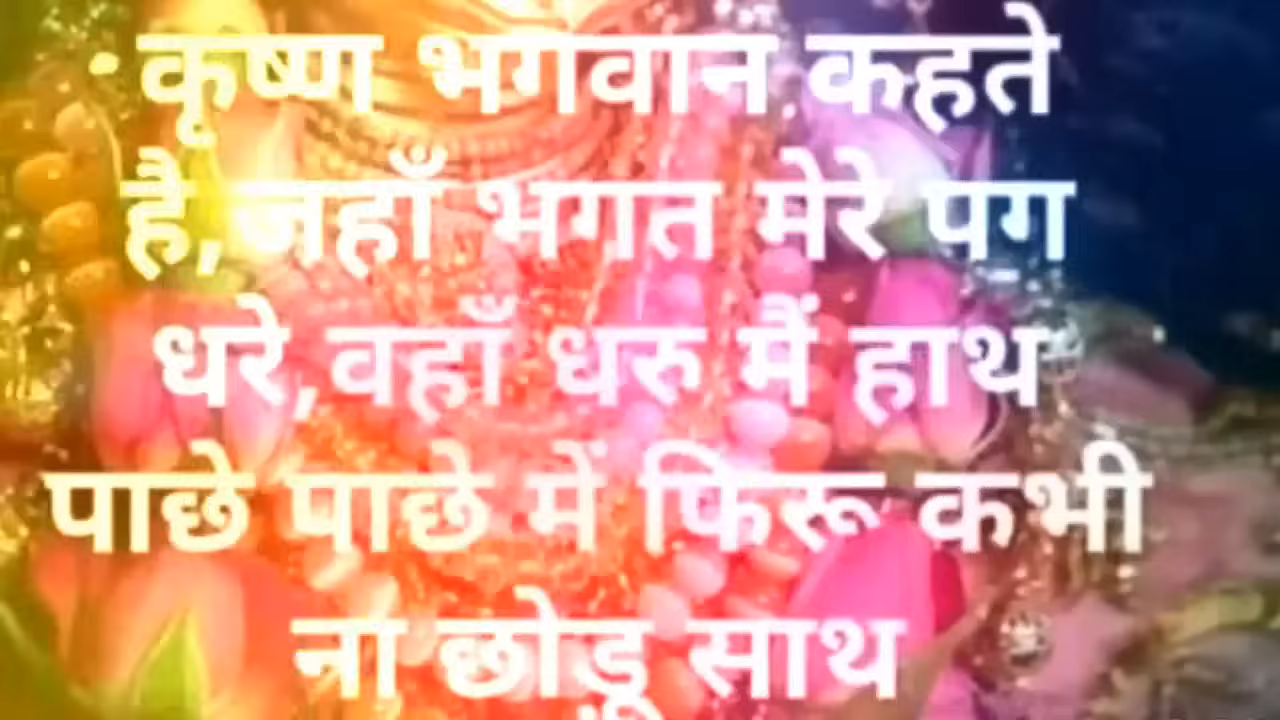 कृष्ण भगवान कहते
है,जहाँ भगत मेरे पग
धरे,वहाँ धरु मैं हाथ
पाछे पाछे में फिरू कभी
ना छोड़ू साथ